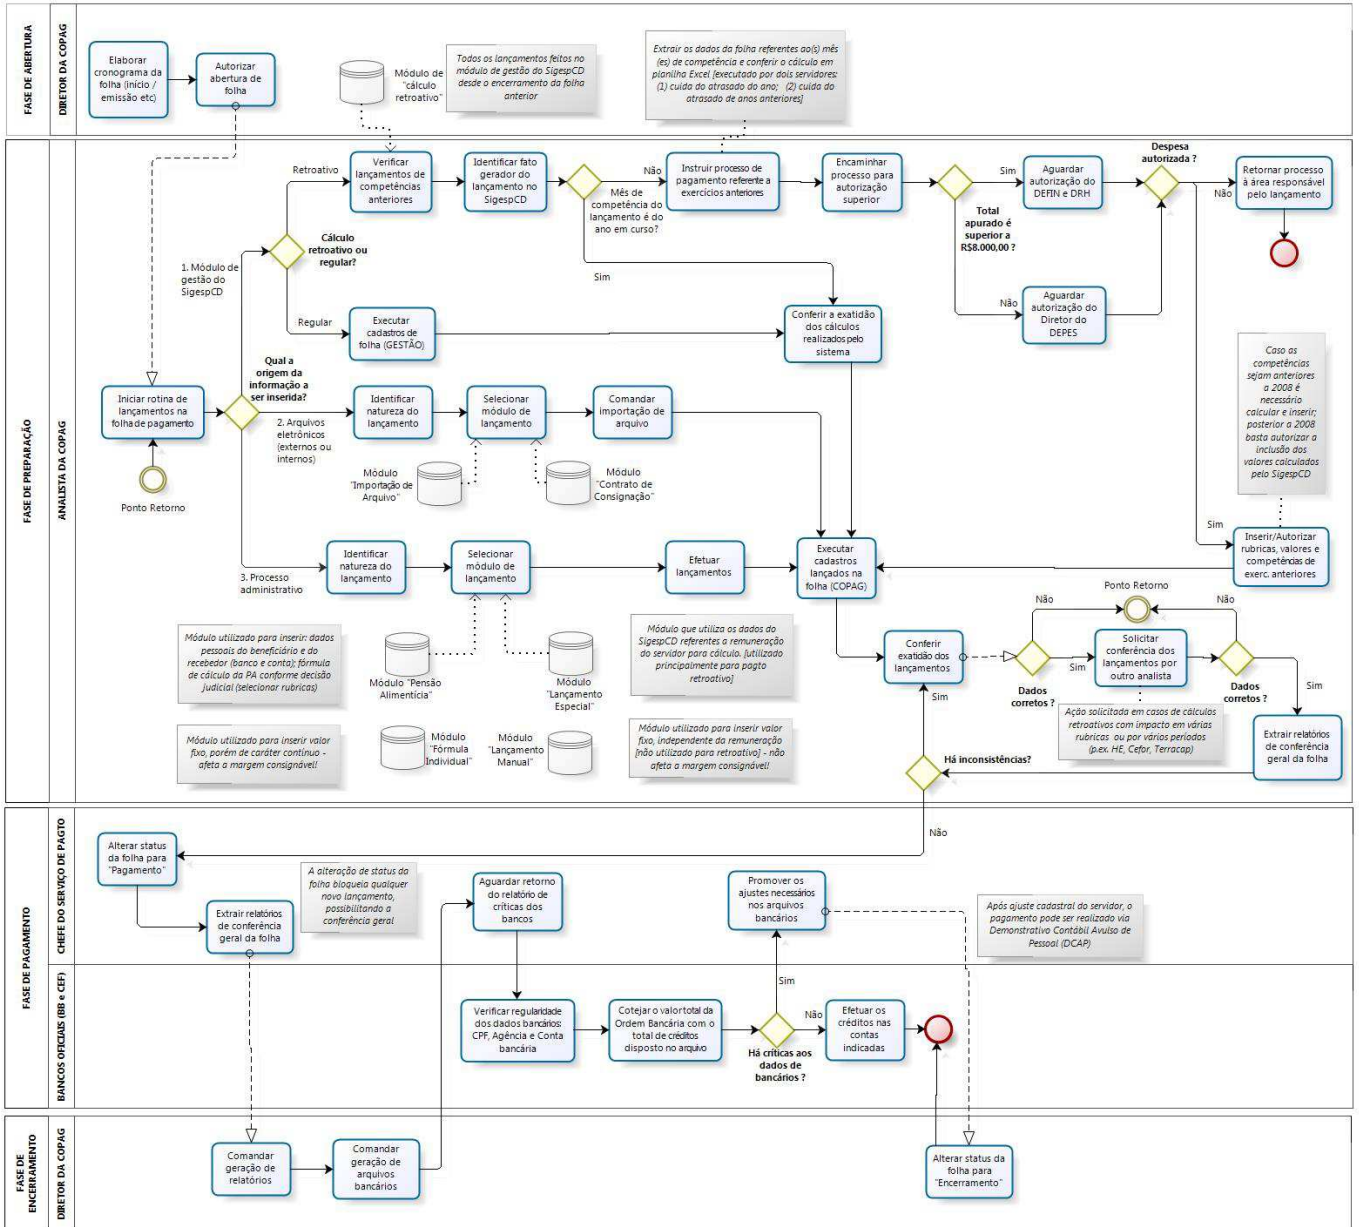 FASE DE ABERTURA
DIRETOR DA COPAG
Elaborar
cronograma da
folha (início /
emissão etc)
Autorizar
abertura de
folha
Módulo de
"cálculo
retroativo"
Todos os lançamentos feitos no
módulo de gestão do SigespCD
desde o encerramento da folha
anterior
Extrair os dados da folha referentes ao(s) mês
(es) de competência e conferir o cálculo em
planilha Excel [executado por dois servidores:
(1) cuida do atrasado do ano; (2) cuida do
atrasado de anos anteriores]
FASE DE PREPARAÇÃO
ANALISTA DA COPAG
Retroativo
Verificar
lançamentos de
competências
anteriores
Identificar fato
gerador do
lançamento no
SigespCD
Não
Mês de
competência do
lançamento é do
ano em curso?
Sim
Instruir processo de
pagamento referente a
exercícios anteriores
Encaminhar
processo para
autorização
superior
Total
apurado é
superior a
R$8.000,00 ?
Sim
Aguardar
autorização do
DEFIN e DRH
Não
Aguardar
autorização do
Diretor do
DEPES
Despesa
autorizada ?
Não
Retornar processo
à área responsável
pelo lançamento
Cálculo
retroativo ou
regular?
1. Módulo de
gestão do
SigespCD
Regular
Executar
cadastros de
folha (GESTÃO)
Conferir a exatidão
dos cálculos
realizados pelo
sistema
Caso as
competências
sejam anteriores
a 2008 é
necessário
calcular e inserir;
posterior a 2008
basta autorizar a
inclusão dos
valores calculados
pelo SigespCD
Qual a
origem da
informação a
ser inserida?
Iniciar rotina de
lançamentos na
folha de pagamento
Ponto Retorno
2. Arquivos
eletrônicos
(externos ou
internos)
Identificar
natureza do
lançamento
Selecionar
módulo de
lançamento
Comandar
importação de
arquivo
Módulo
"Importação de
Arquivo"
Módulo
"Contrato de
Consignação"
Sim
Inserir/Autorizar
rubricas, valores e
competências de
exerc. anteriores
3. Processo
administrativo
Identificar
natureza do
lançamento
Selecionar
módulo de
lançamento
Efetuar
lançamentos
Executar
cadastros
lançados na
folha (COPAG)
Módulo utilizado para inserir: dados
pessoais do beneficiário e do
recebedor (banco e conta); fórmula
de cálculo da PA conforme decisão
judicial (selecionar rubricas)
Módulo "Pensão
Alimentícia"
Módulo
"Lançamento
Especial"
Módulo que utiliza os dados do
SigespCD referentes a remuneração
do servidor para cálculo. [utilizado
principalmente para pagto
retroativo]
Módulo utilizado para inserir valor
fixo, porém de caráter contínuo -
afeta a margem consignável!
Módulo
"Fórmula
Individual"
Módulo
"Lançamento
Manual"
Módulo utilizado para inserir valor
fixo, independente da remuneração
[não utilizado para retroativo] - não
afeta a margem consignável!
Conferir
exatidão dos
lançamentos
Ponto Retorno
Não
Não
Dados
corretos ?
Sim
Solicitar
conferência dos
lançamentos por
outro analista
Dados
corretos ?
Sim
Ação solicitada em casos de cálculos
retroativos com impacto em várias
rubricas ou por vários períodos
(p.ex. HE, Cefor, Terracap)
Extrair relatórios
de conferência
geral da folha
Sim
Há inconsistências?
Não
FASE DE PAGAMENTO
CHEFE DO SERVIÇO DE PAGTO
Alterar status
da folha para
"Pagamento"
Extrair relatórios
de conferência
geral da folha
A alteração de status da
folha bloqueia qualquer
novo lançamento,
possibilitando a
conferência geral
Aguardar retorno
do relatório de
críticas dos
bancos
Promover os
ajustes necessários
nos arquivos
bancários
Após ajuste cadastral do servidor, o
pagamento pode ser realizado via
Demonstrativo Contábil Avulso de
Pessoal (DCAP)
BANCOS OFICIAIS (BB e CEF)
Verificar regularidade
dos dados bancários:
CPF, Agência e Conta
bancária
Cotejar o valor total da
Ordem Bancária com o
total de créditos
disposto no arquivo
Sim
Há críticas aos
dados de
bancários ?
Não
Efetuar os
créditos nas
contas
indicadas
FASE DE
ENCERRAMENTO
DIRETOR DA COPAG
Comandar
geração de
relatórios
Comandar
geração de
arquivos
bancários
Alterar status da
folha para
"Encerramento"